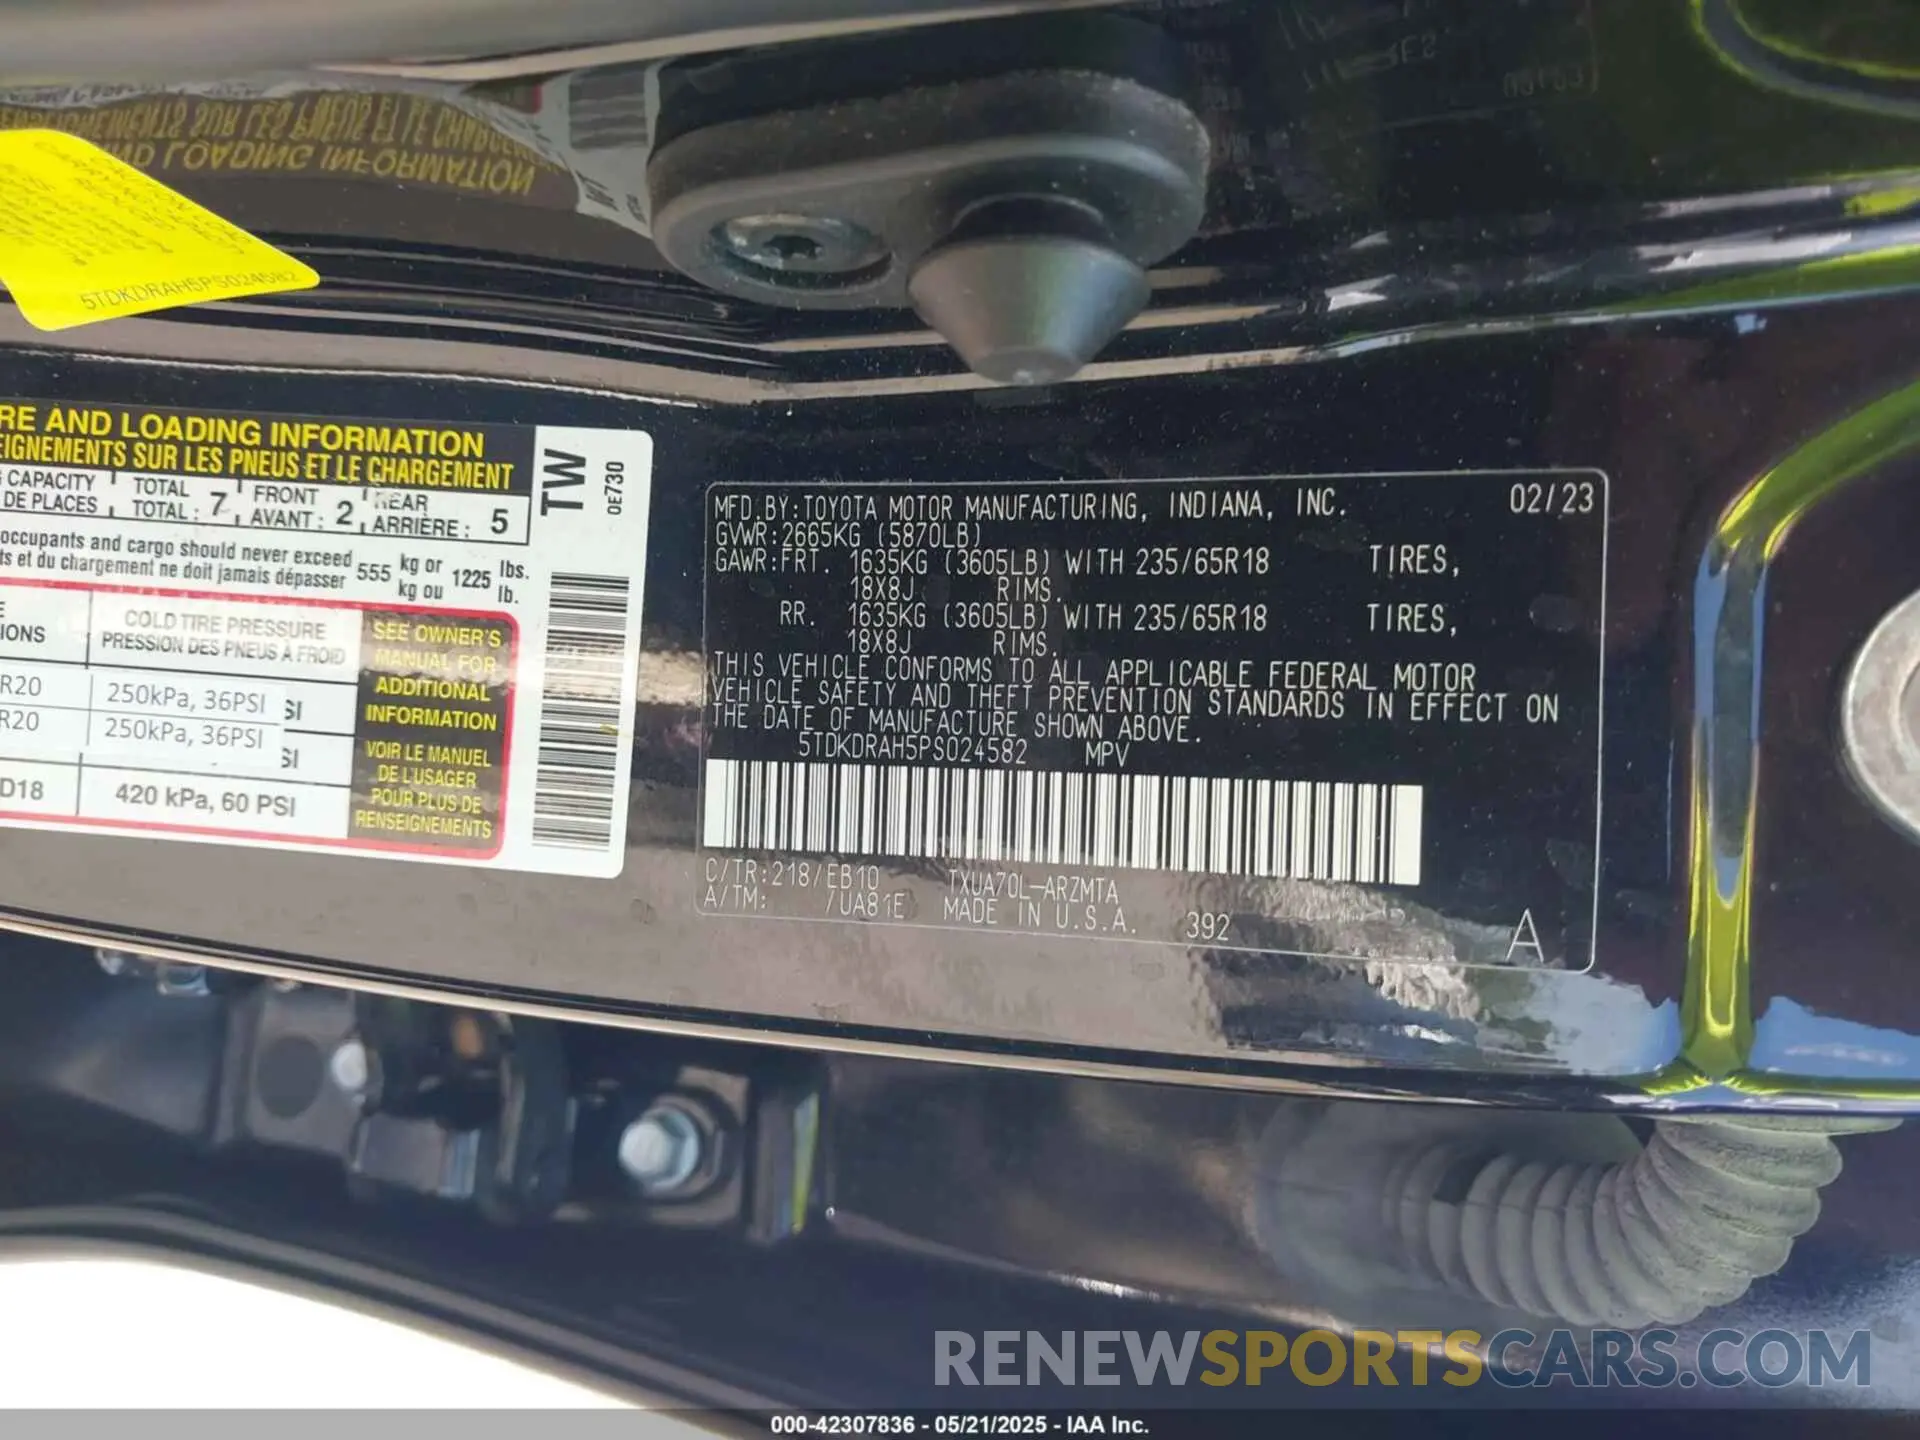 5TDKDRAH5PS024582
RE AND LOADING INFORMATION
EIGNEMENTS SUR LES PNEUS ET LE CHARGEMENT
CAPACITY TOTAL 7 FRONT 2 REAR 5
DE PLACES TOTAL : AVANT : ARRIÈRE :
occupants and cargo should never exceed 555 kg or 1225 lbs.
ts et du chargement ne doit jamais dépasser kg ou lb.
TW
0E730
IONS
COLD TIRE PRESSURE
PRESSION DES PNEUS À FROID
R20 250kPa, 36PSI SI
R20 250kPa, 36PSI SI
D18 420 kPa, 60 PSI
SEE OWNER'S
MANUAL FOR
ADDITIONAL
INFORMATION
VOIR LE MANUEL
DE L'USAGER
POUR PLUS DE
RENSEIGNEMENTS
MFD.BY:TOYOTA MOTOR MANUFACTURING, INDIANA, INC. 02/23
GVWR:2665KG (5870LB)
GAWR:FRT. 1635KG (3605LB) WITH 235/65R18 TIRES,
18X8J RIMS.
RR. 1635KG (3605LB) WITH 235/65R18 TIRES,
18X8J RIMS.
THIS VEHICLE CONFORMS TO ALL APPLICABLE FEDERAL MOTOR
VEHICLE SAFETY AND THEFT PREVENTION STANDARDS IN EFFECT ON
THE DATE OF MANUFACTURE SHOWN ABOVE.
5TDKDRAH5PS024582 MPV
C/TR:218/EB10 TXUA70L-ARZMTA
A/TM: /UA81E MADE IN U.S.A. 392 A
RENEWSPORTSCARS.COM
000-42307836 - 05/21/2025 - IAA Inc.